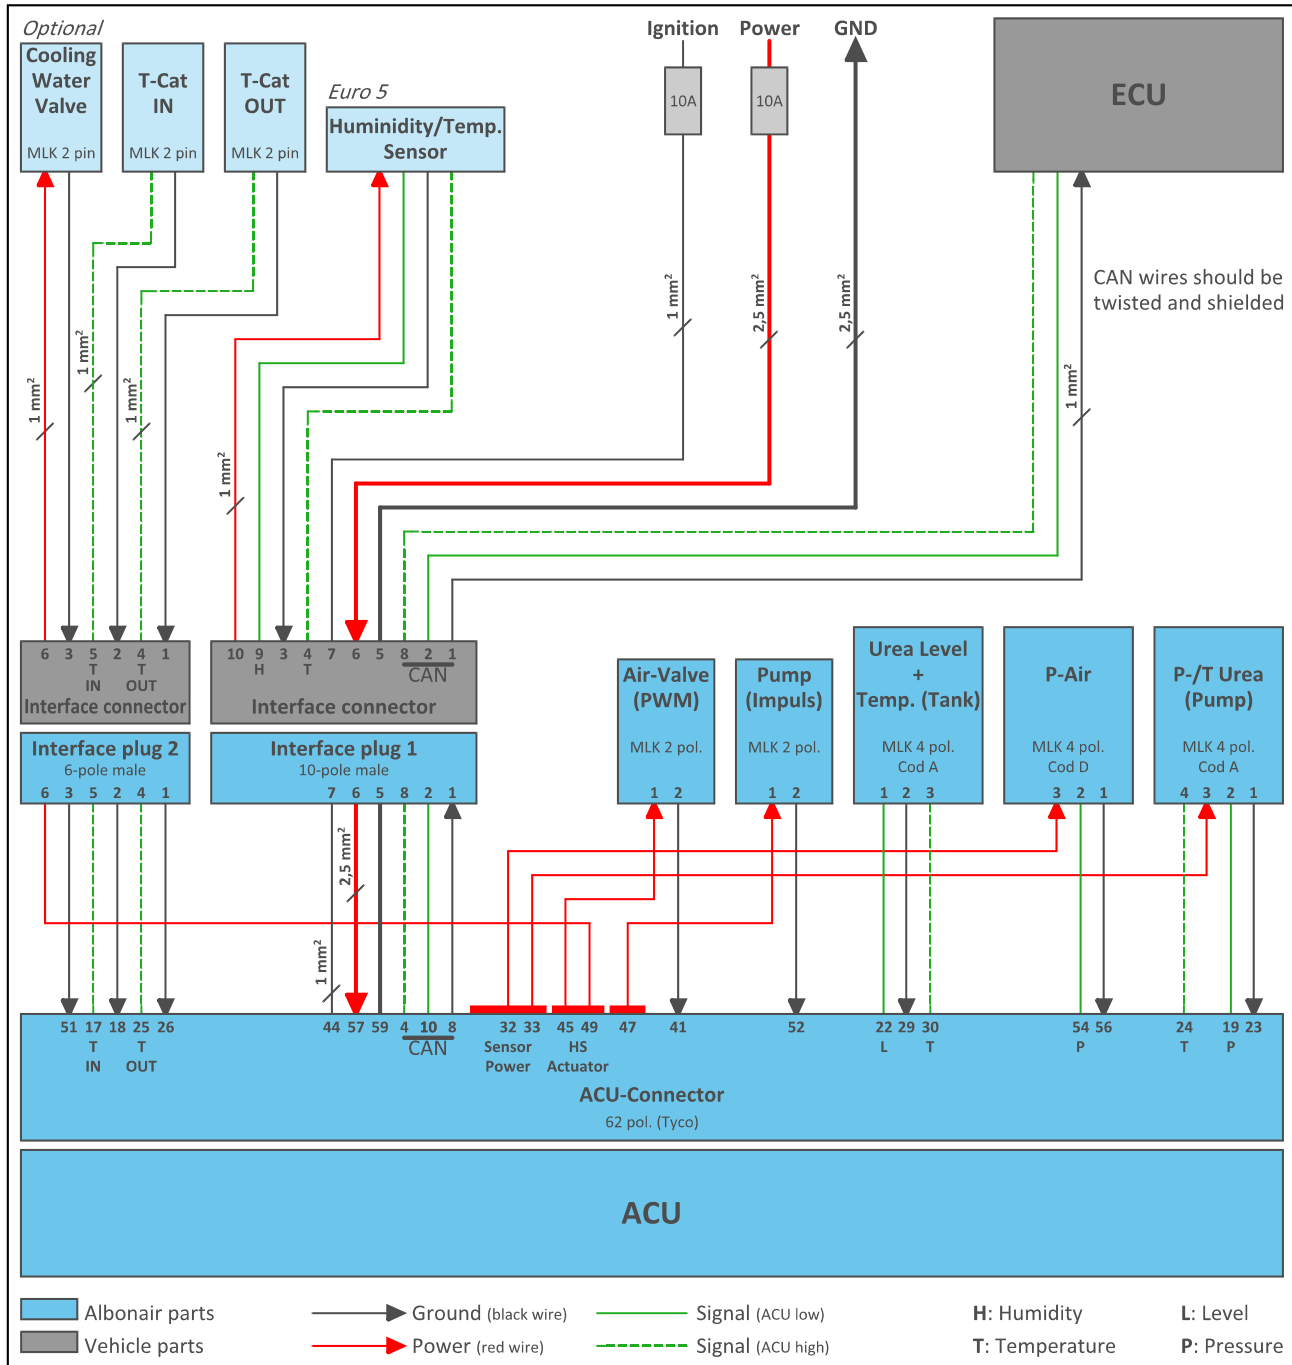 Optional
Cooling
Water
Valve
MLK 2 pin
T-Cat
IN
MLK 2 pin
T-Cat
OUT
MLK 2 pin
Euro 5
Huminidity/Temp.
Sensor
Ignition
Power
GND
10A
10A
ECU
CAN wires should be
twisted and shielded
1 mm²
1 mm²
1 mm²
1 mm²
1 mm²
2,5 mm²
2,5 mm²
1 mm²
6 3 5 2 4 1
T T
IN OUT
Interface connector
10 9 3 4 7 6 5 8 2 1
H T CAN
Interface connector
Interface plug 2
6-pole male
6 3 5 2 4 1
Interface plug 1
10-pole male
7 6 5 8 2 1
Air-Valve
(PWM)
MLK 2 pol.
1 2
Pump
(Impuls)
MLK 2 pol.
1 2
Urea Level
+
Temp. (Tank)
MLK 4 pol.
Cod A
1 2 3
P-Air
MLK 4 pol.
Cod D
3 2 1
P-/T Urea
(Pump)
MLK 4 pol.
Cod A
4 3 2 1
2,5 mm²
1 mm²
51 17 18 25 26 44 57 59 4 10 8 32 33 45 49 47 41 52 22 29 30 54 56 24 19 23
T T CAN Sensor HS L T P T P
IN OUT Power Actuator
ACU-Connector
62 pol. (Tyco)
ACU
Albonair parts
Ground (black wire)
Signal (ACU low)
H: Humidity
L: Level
Vehicle parts
Power (red wire)
Signal (ACU high)
T: Temperature
P: Pressure